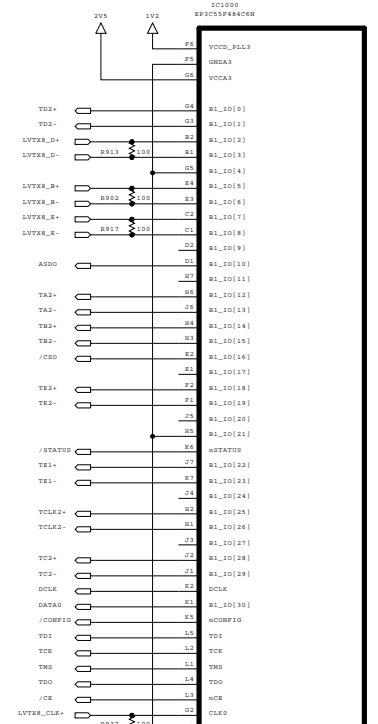 IC1000
EP3C55F484C6N
2V5 1V2
F6 VCCD_PLL3
F5 GNDA3
G6 VCCA3
TD2+ G4 B1_IO[0]
TD2- G3 B1_IO[1]
LVTX8_D+ B2 B1_IO[2]
LVTX8_D- R913 100 B1 B1_IO[3]
G5 B1_IO[4]
LVTX8_B+ E4 B1_IO[5]
LVTX8_B- R902 100 E3 B1_IO[6]
LVTX8_E+ C2 B1_IO[7]
LVTX8_E- R917 100 C1 B1_IO[8]
D2 B1_IO[9]
ASDO D1 B1_IO[10]
H7 B1_IO[11]
TA2+ H6 B1_IO[12]
TA2- J6 B1_IO[13]
TB2+ H4 B1_IO[14]
TB2- H3 B1_IO[15]
/CSO E2 B1_IO[16]
E1 B1_IO[17]
TE2+ F2 B1_IO[18]
TE2- F1 B1_IO[19]
J5 B1_IO[20]
H5 B1_IO[21]
/STATUS K6 nSTATUS
TE1+ J7 B1_IO[22]
TE1- K7 B1_IO[23]
J4 B1_IO[24]
TCLK2+ H2 B1_IO[25]
TCLK2- H1 B1_IO[26]
J3 B1_IO[27]
TC2+ J2 B1_IO[28]
TC2- J1 B1_IO[29]
DCLK K2 DCLK
DATA0 K1 B1_IO[30]
/CONFIG K5 nCONFIG
TDI L5 TDI
TCK L2 TCK
TMS L1 TMS
TDO L4 TDO
/CE L3 nCE
LVTX8_CLK+ G2 CLK0
R937 100